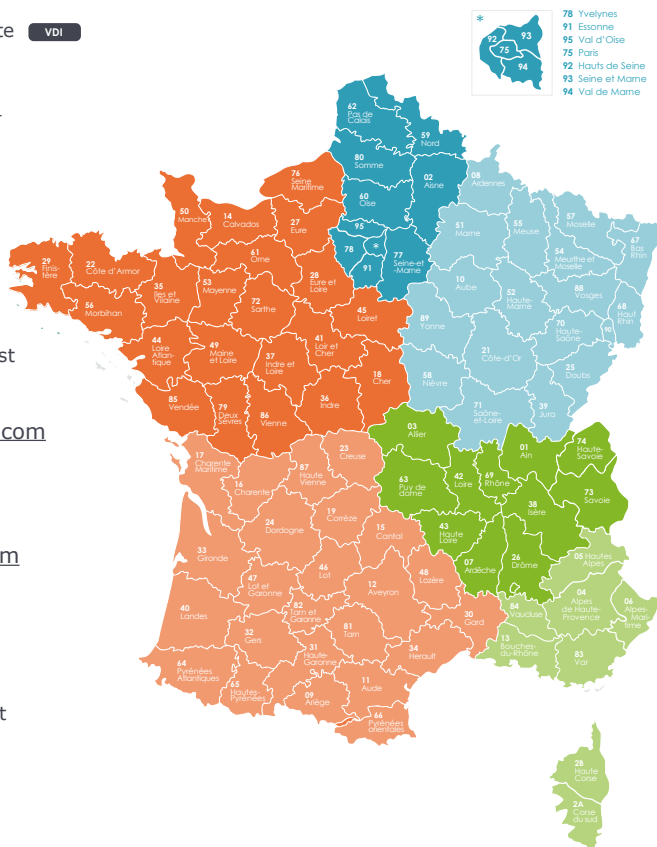 te VDI
*
92
93
75
94
78 Yvelynes
91 Essonne
95 Val d'Oise
75 Paris
92 Hauts de Seine
93 Seine et Marne
94 Val de Marne
62
Pas de
Calais
59
Nord
80
Somme
02
Aisne
08
Ardennes
76
Seine
Maritime
60
Oise
50
Manche
14
Calvados
27
Eure
95
78
*
91
77
Seine-et
-Marne
51
Marne
55
Meuse
57
Moselle
67
Bas
Rhin
54
Meurthe et
Moselle
29
Finis-
tère
22
Côte d'Armor
35
Iles et
Vilaine
53
Mayenne
61
Orne
28
Eure et
Loire
10
Aube
52
Haute-
Marne
88
Vosges
68
Haut
Rhin
56
Morbihan
72
Sarthe
45
Loiret
89
Yonne
70
Haute-
Saône
90
44
Loire
Atlan-
tique
49
Maine
et Loire
37
Indre et
Loire
41
Loir et
Cher
18
Cher
58
Nièvre
21
Côte-d'Or
25
Doubs
st
85
Vendée
79
Deux
Sèvres
86
Vienne
36
Indre
71
Saône-
et-Loire
39
Jura
com
03
Allier
01
Ain
74
Haute-
Savoie
17
Charente
Maritime
16
Charente
87
Haute
Vienne
23
Creuse
63
Puy de
dome
42
Loire
69
Rhône
73
Savoie
38
Isère
m
24
Dordogne
19
Corrèze
15
Cantal
43
Haute
Loire
07
Ardèche
26
Drôme
05 Hautes
Alpes
33
Gironde
47
Lot et
Garonne
46
Lot
12
Aveyron
48
Lozère
04
Alpes
de Haute-
Provence
06
Alpes-
Mari-
time
40
Landes
82
Tarn et
Garonne
81
Tarn
30
Gard
84
Vaucluse
32
Gers
31
Haute-
Garonne
34
Herault
13
Bouches-
du-Rhône
83
Var
64
Pyrénées
Atlantiques
65
Hautes-
Pyrénées
09
Ariège
11
Aude
66
Pyrénées
orientales
t
2B
Haute
Corse
2A
Corse
du sud